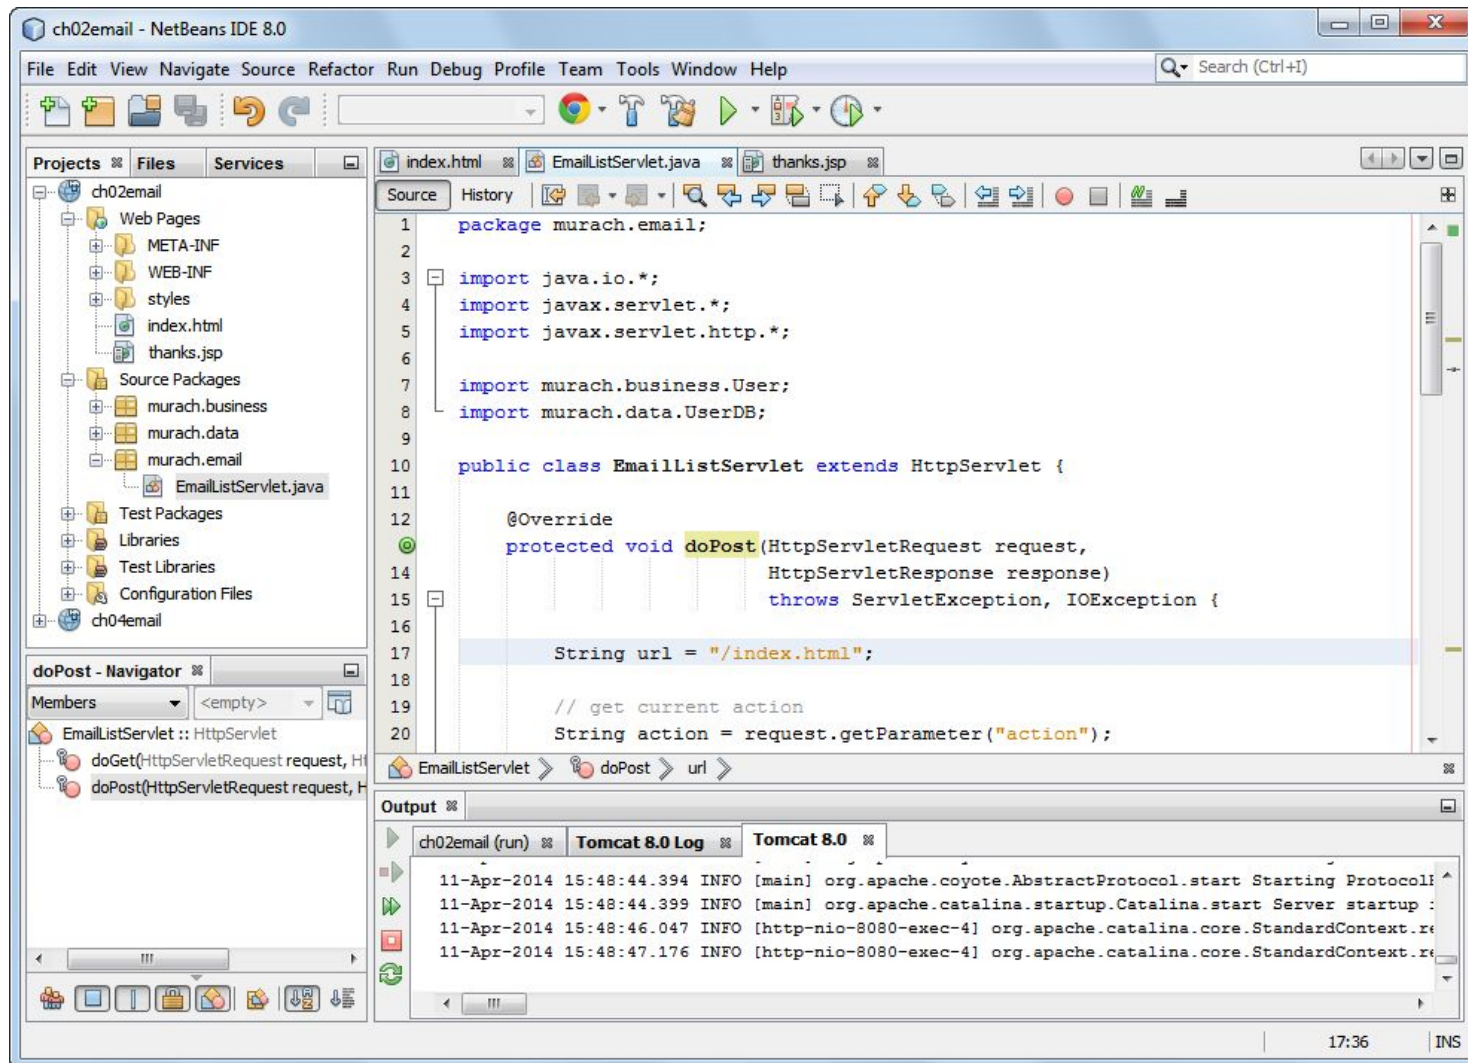 ch02email - NetBeans IDE 8.0
File Edit View Navigate Source Refactor Run Debug Profile Team Tools Window Help
Search (Ctrl+I)
Projects Files Services
ch02email
Web Pages
META-INF
WEB-INF
styles
index.html
thanks.jsp
Source Packages
murach.business
murach.data
murach.email
EmailListServlet.java
Test Packages
Libraries
Test Libraries
Configuration Files
ch04email
doPost - Navigator
Members <empty>
EmailListServlet :: HttpServlet
doGet(HttpServletRequest request, Ht
doPost(HttpServletRequest request, H
index.html EmailListServlet.java thanks.jsp
Source History
1 package murach.email;
2
3 import java.io.*;
4 import javax.servlet.*;
5 import javax.servlet.http.*;
6
7 import murach.business.User;
8 import murach.data.UserDB;
9
10 public class EmailListServlet extends HttpServlet {
11
12 @Override
protected void doPost(HttpServletRequest request,
14 HttpServletResponse response)
15 throws ServletException, IOException {
16
17 String url = "/index.html";
18
19 // get current action
20 String action = request.getParameter("action");
EmailListServlet doPost url
Output
ch02email (run) Tomcat 8.0 Log Tomcat 8.0
11-Apr-2014 15:48:44.394 INFO [main] org.apache.coyote.AbstractProtocol.start Starting Protocol
11-Apr-2014 15:48:44.399 INFO [main] org.apache.catalina.startup.Catalina.start Server startup
11-Apr-2014 15:48:46.047 INFO [http-nio-8080-exec-4] org.apache.catalina.core.StandardContext.re
11-Apr-2014 15:48:47.176 INFO [http-nio-8080-exec-4] org.apache.catalina.core.StandardContext.re
17:36 INS